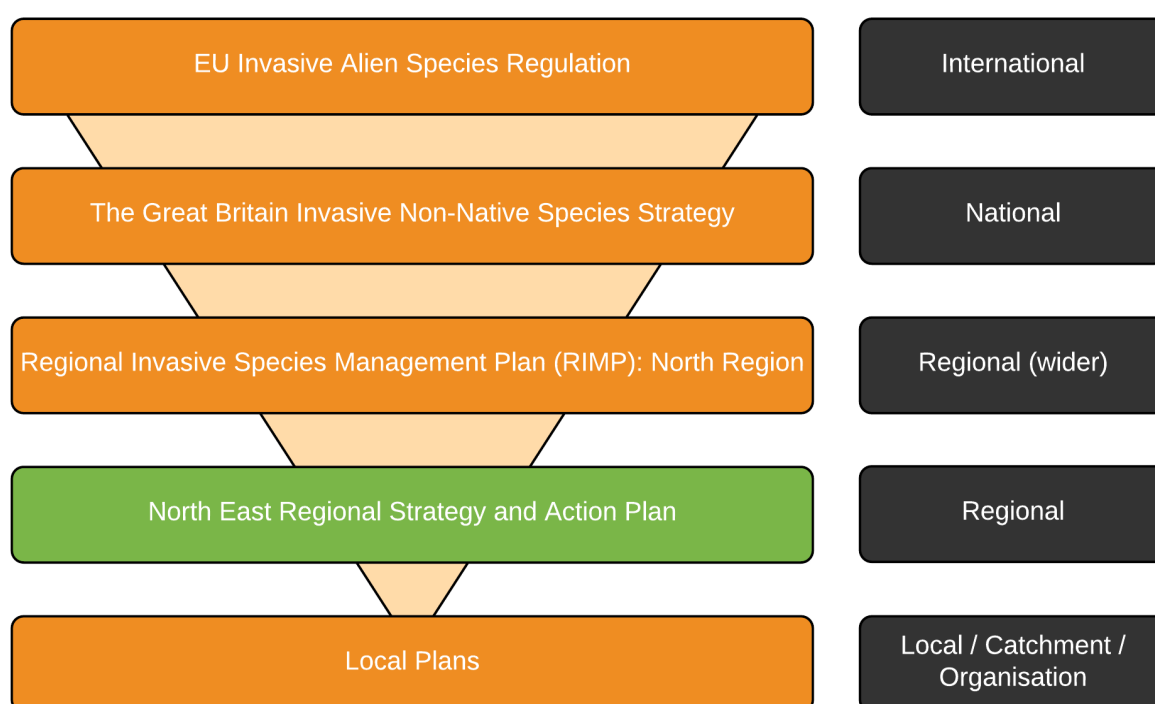 EU Invasive Alien Species Regulation
International
The Great Britain Invasive Non-Native Species Strategy
National
Regional Invasive Species Management Plan (RIMP): North Region
Regional (wider)
North East Regional Strategy and Action Plan
Regional
Local Plans
Local / Catchment /
Organisation